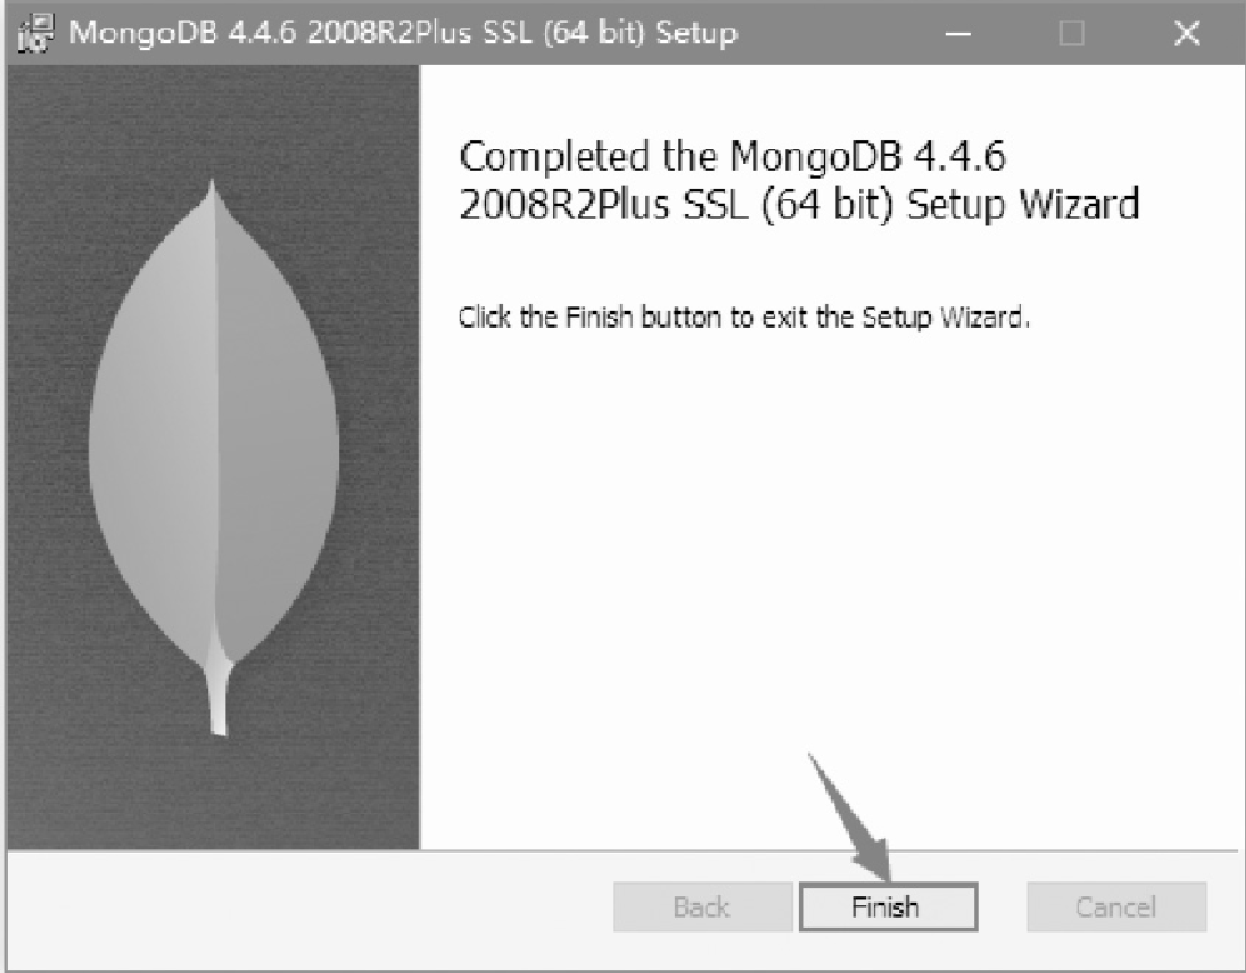 MongoDB 4.4.6 2008R2Plus SSL (64 bit) Setup
Completed the MongoDB 4.4.6
2008R2Plus SSL (64 bit) Setup Wizard
Click the Finish button to exit the Setup Wizard.
Back
Finish
Cancel